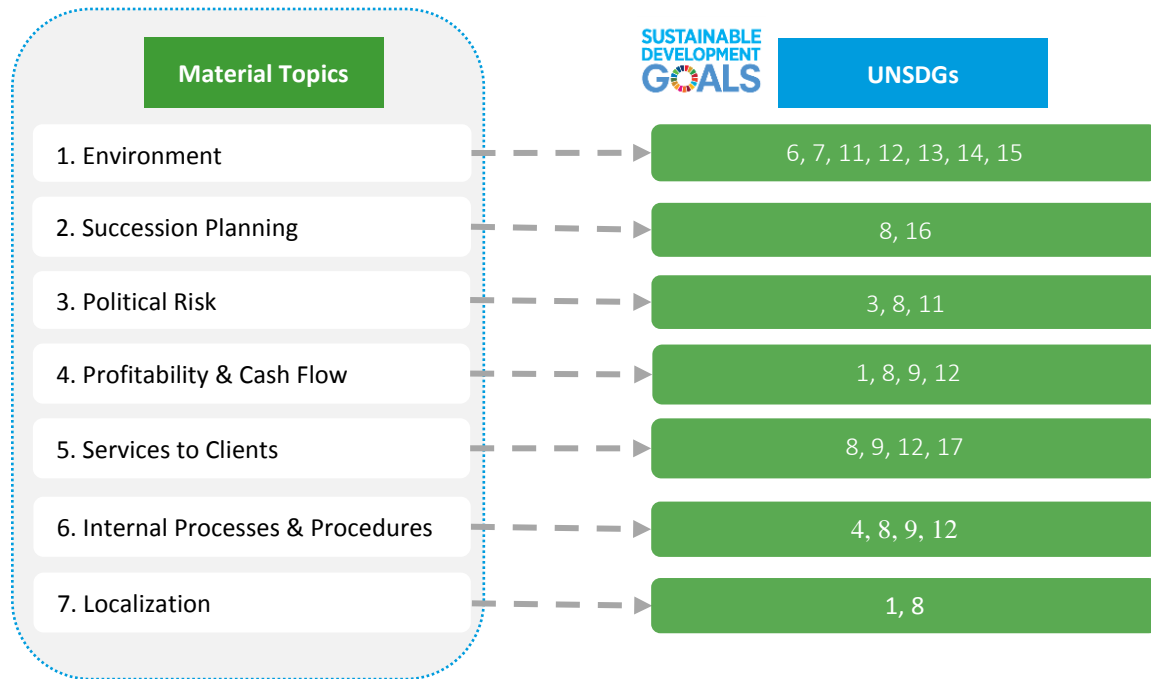 Material Topics
SUSTAINABLE
DEVELOPMENT
GOALS
UNSDGs
1. Environment
6, 7, 11, 12, 13, 14, 15
2. Succession Planning
8, 16
3. Political Risk
3, 8, 11
4. Profitability & Cash Flow
1, 8, 9, 12
5. Services to Clients
8, 9, 12, 17
6. Internal Processes & Procedures
4, 8, 9, 12
7. Localization
1, 8